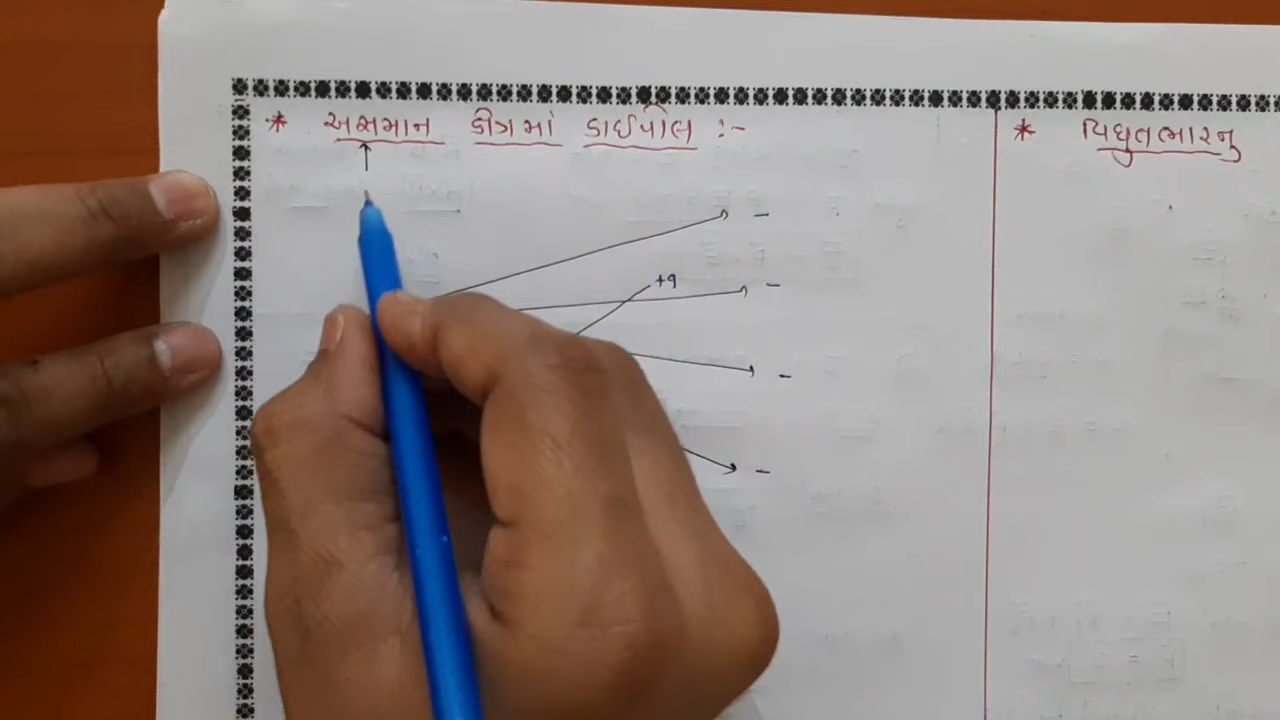 * અસમાન ક્ષેત્રમાં ડાઈપોલ :-
-
+q
-
-
-
* વિધુતભારનુ